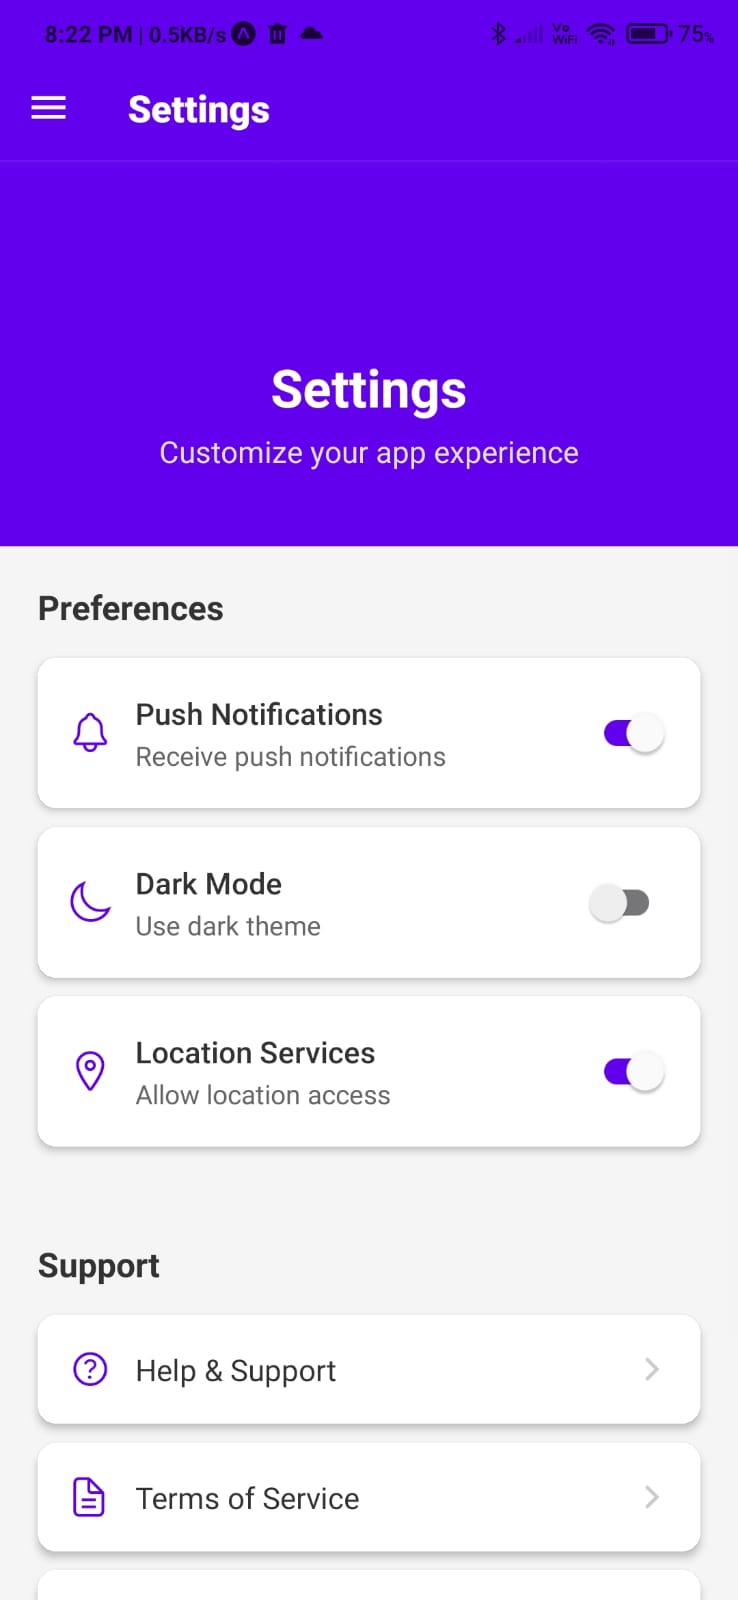 8:22 PM | 0.5KB/s Vo WiFi 75%
Settings
Settings
Customize your app experience
Preferences
Push Notifications
Receive push notifications
Dark Mode
Use dark theme
Location Services
Allow location access
Support
Help & Support
Terms of Service